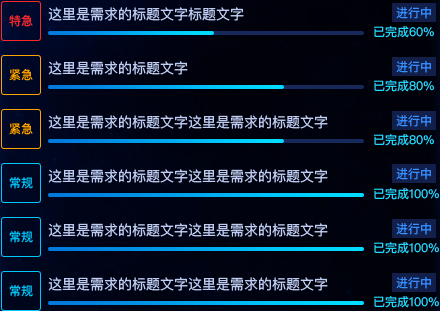 特急
这里是需求的标题文字标题文字
进行中
已完成60%
紧急
这里是需求的标题文字
进行中
已完成80%
紧急
这里是需求的标题文字这里是需求的标题文字
进行中
已完成80%
常规
这里是需求的标题文字这里是需求的标题文字
进行中
已完成100%
常规
这里是需求的标题文字这里是需求的标题文字
进行中
已完成100%
常规
这里是需求的标题文字这里是需求的标题文字
进行中
已完成100%